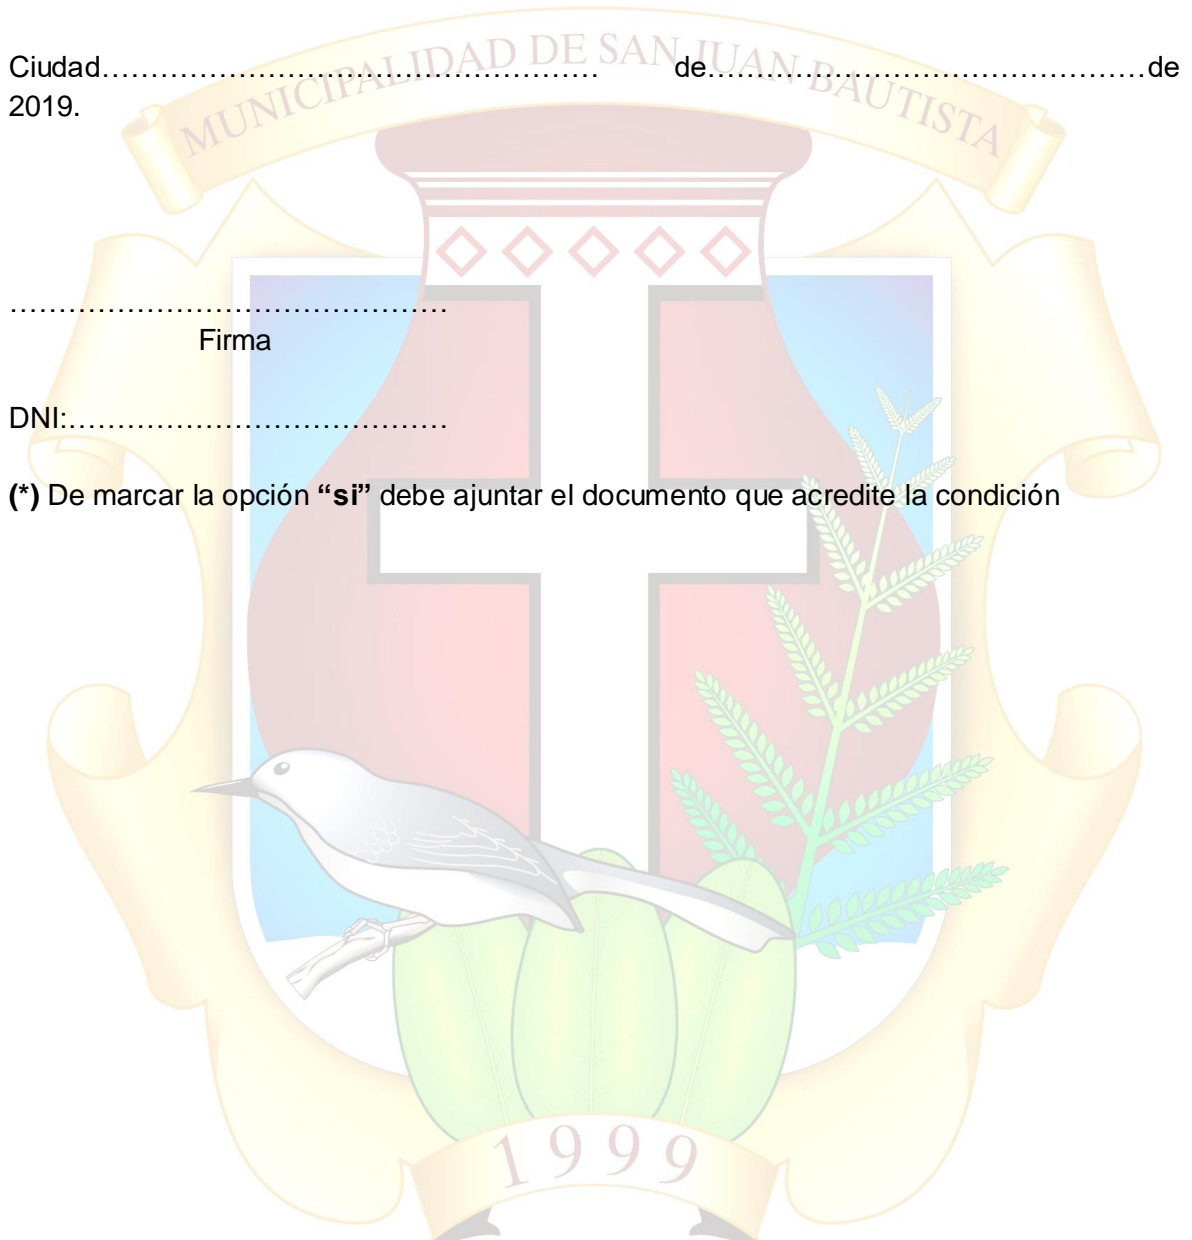 MUNICIPALIDAD DE SAN JUAN BAUTISTA
Ciudad…………………………………………… de………………………………………de
2019.
………………………………………
Firma
DNI:…………………………………
(*) De marcar la opción “si” debe ajuntar el documento que acredite la condición
1999